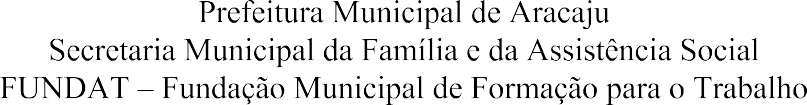 Prefeitura Municipal de Aracaju
Secretaria Municipal da Família e da Assistência Social
FUNDAT – Fundação Municipal de Formação para o Trabalho